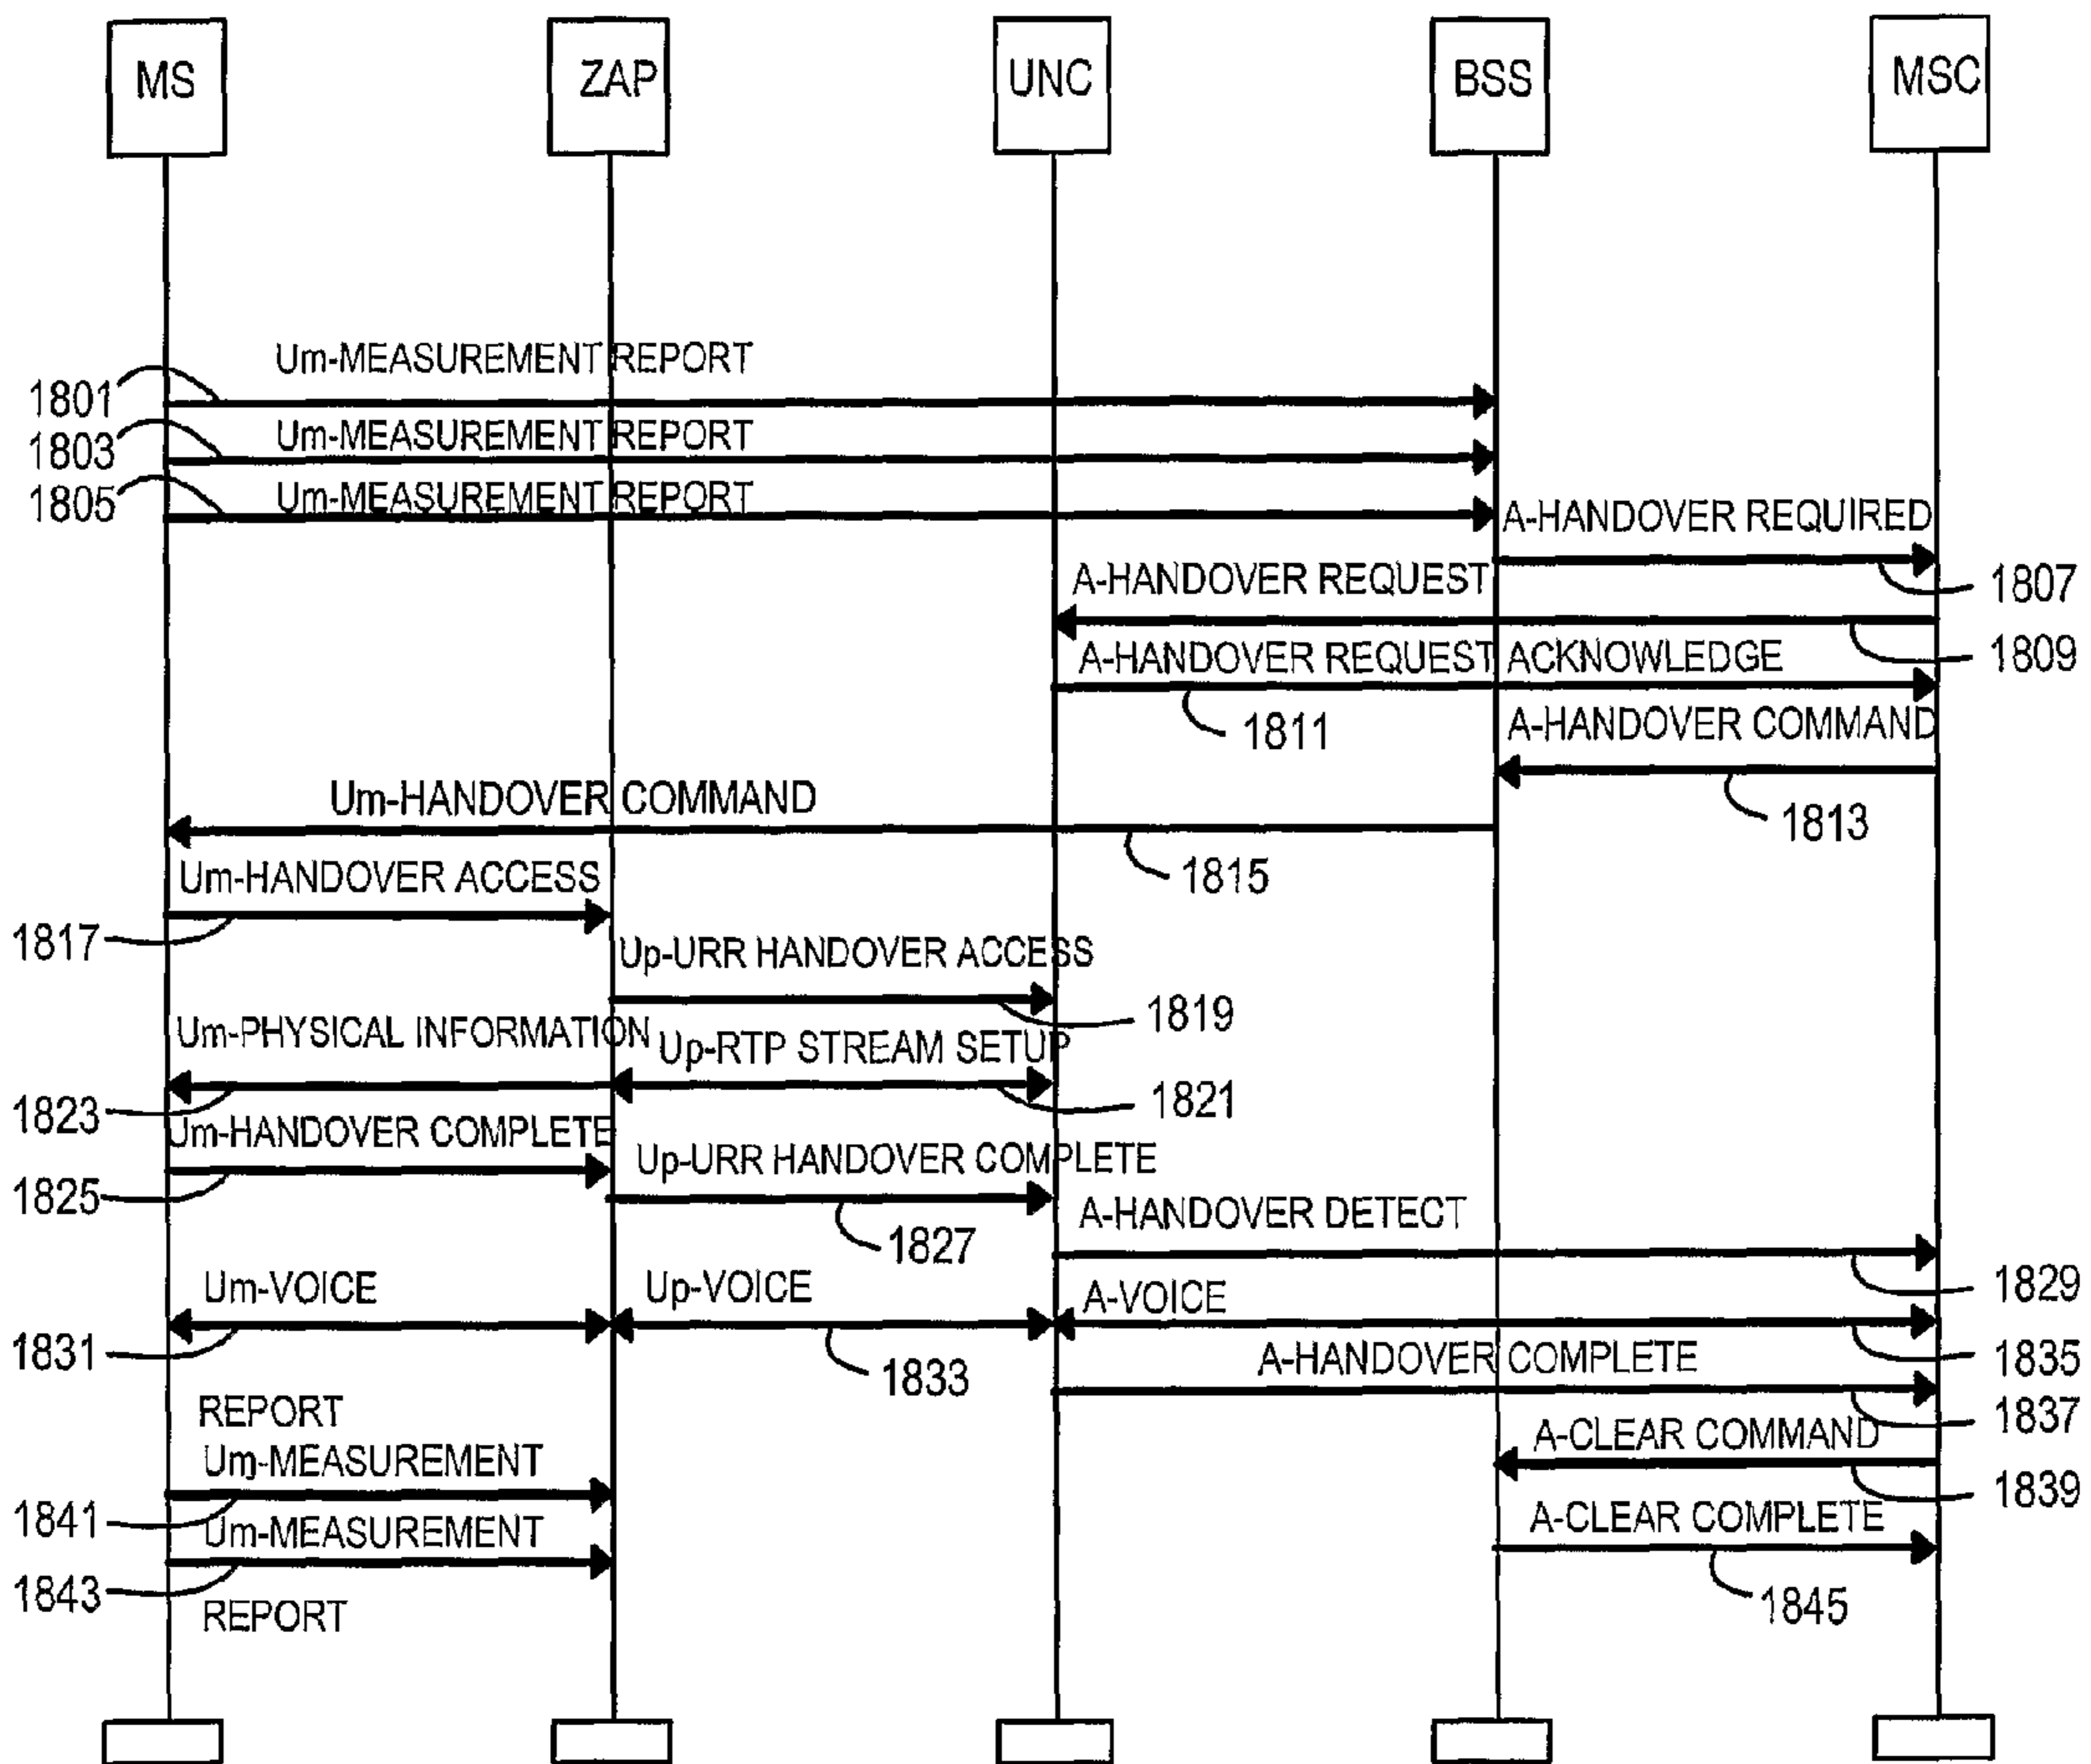 MS
ZAP
UNC
BSS
MSC
Um-MEASUREMENT REPORT
1801
Um-MEASUREMENT REPORT
1803
Um-MEASUREMENT REPORT
1805
A-HANDOVER REQUIRED
1807
A-HANDOVER REQUEST
1809
A-HANDOVER REQUEST ACKNOWLEDGE
1811
A-HANDOVER COMMAND
1813
Um-HANDOVER COMMAND
1815
Um-HANDOVER ACCESS
1817
Up-URR HANDOVER ACCESS
1819
Um-PHYSICAL INFORMATION
Up-RTP STREAM SETUP
1823
1821
Um-HANDOVER COMPLETE
1825
Up-URR HANDOVER COMPLETE
1827
A-HANDOVER DETECT
1829
Um-VOICE
Up-VOICE
A-VOICE
1831
1833
1835
A-HANDOVER COMPLETE
1837
REPORT
Um-MEASUREMENT
A-CLEAR COMMAND
1839
1841
Um-MEASUREMENT
A-CLEAR COMPLETE
1843
REPORT
1845